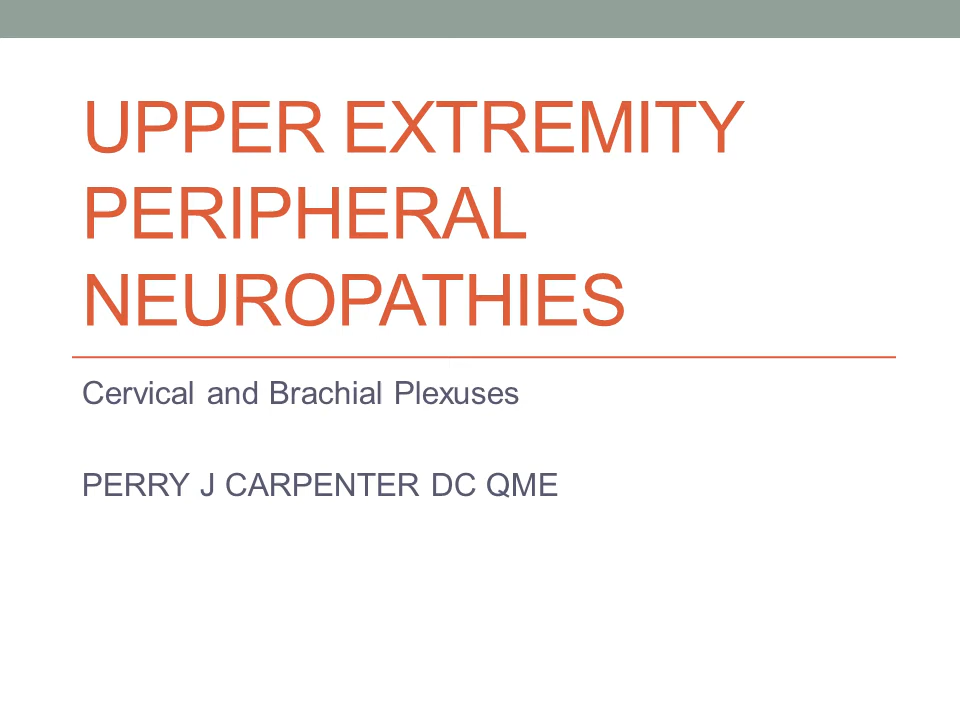 UPPER EXTREMITY
PERIPHERAL
NEUROPATHIES
Cervical and Brachial Plexuses
PERRY J CARPENTER DC QME